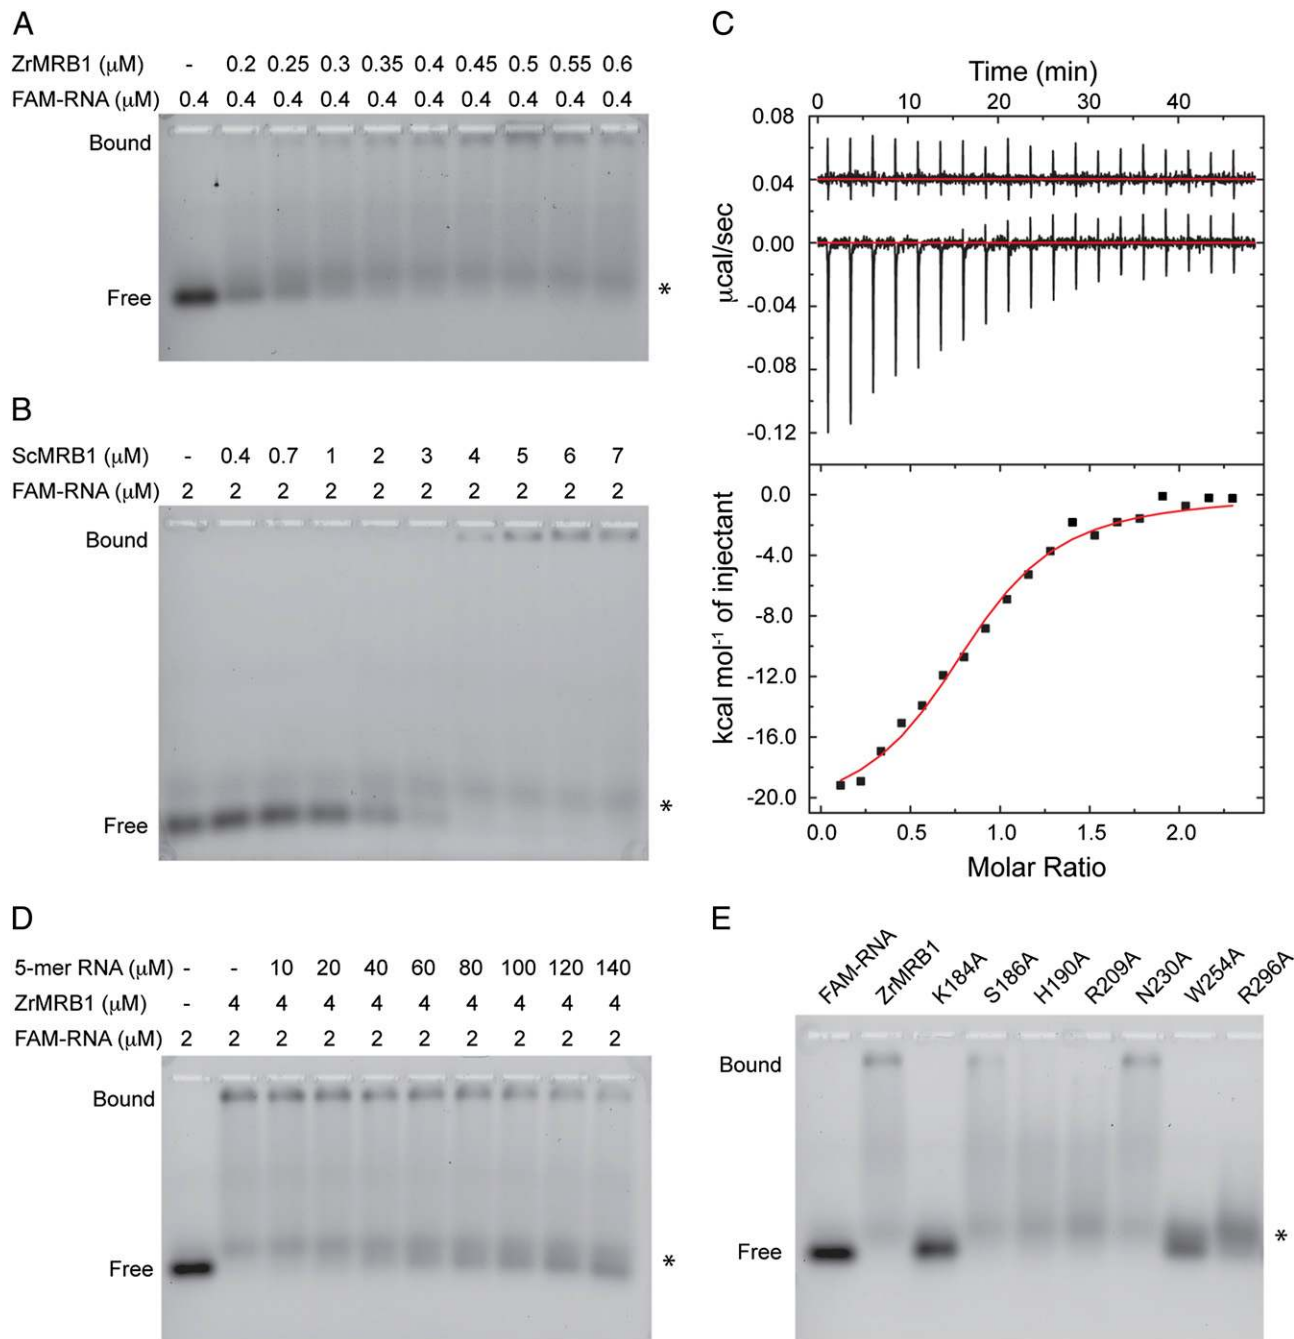 A
ZrMRB1 (μM) - 0.2 0.25 0.3 0.35 0.4 0.45 0.5 0.55 0.6
FAM-RNA (μM) 0.4 0.4 0.4 0.4 0.4 0.4 0.4 0.4 0.4 0.4
Bound
Free
*
B
ScMRB1 (μM) - 0.4 0.7 1 2 3 4 5 6 7
FAM-RNA (μM) 2 2 2 2 2 2 2 2 2 2
Bound
Free
*
C
Time (min)
0 10 20 30 40
0.08
0.04
0.00
-0.04
-0.08
-0.12
μcal/sec
0.0
-4.0
-8.0
-12.0
-16.0
-20.0
kcal mol⁻¹ of injectant
0.0 0.5 1.0 1.5 2.0
Molar Ratio
D
5-mer RNA (μM) - - 10 20 40 60 80 100 120 140
ZrMRB1 (μM) - 4 4 4 4 4 4 4 4 4
FAM-RNA (μM) 2 2 2 2 2 2 2 2 2 2
Bound
Free
*
E
FAM-RNA ZrMRB1 K184A S186A H190A R209A N230A W254A R296A
Bound
Free
*